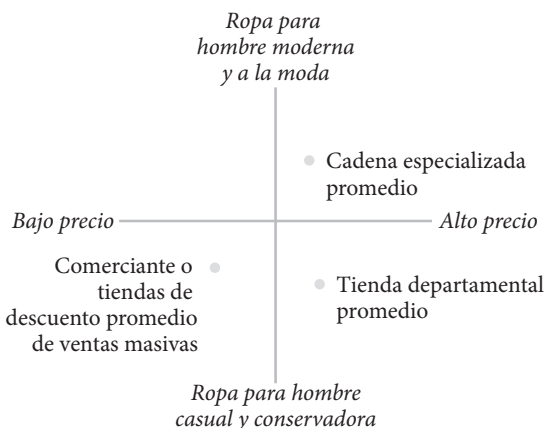 Ropa para
hombre moderna
y a la moda
Cadena especializada
promedio
Bajo precio
Alto precio
Comerciante o
tiendas de
descuento promedio
de ventas masivas
Tienda departamental
promedio
Ropa para hombre
casual y conservadora